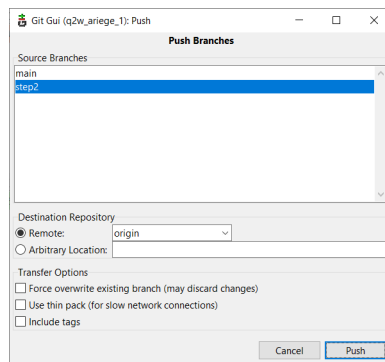 Git Gui (q2w_ariege_1): Push
Push Branches
Source Branches
main
step2
Destination Repository
Remote: origin
Arbitrary Location:
Transfer Options
Force overwrite existing branch (may discard changes)
Use thin pack (for slow network connections)
Include tags
Cancel Push